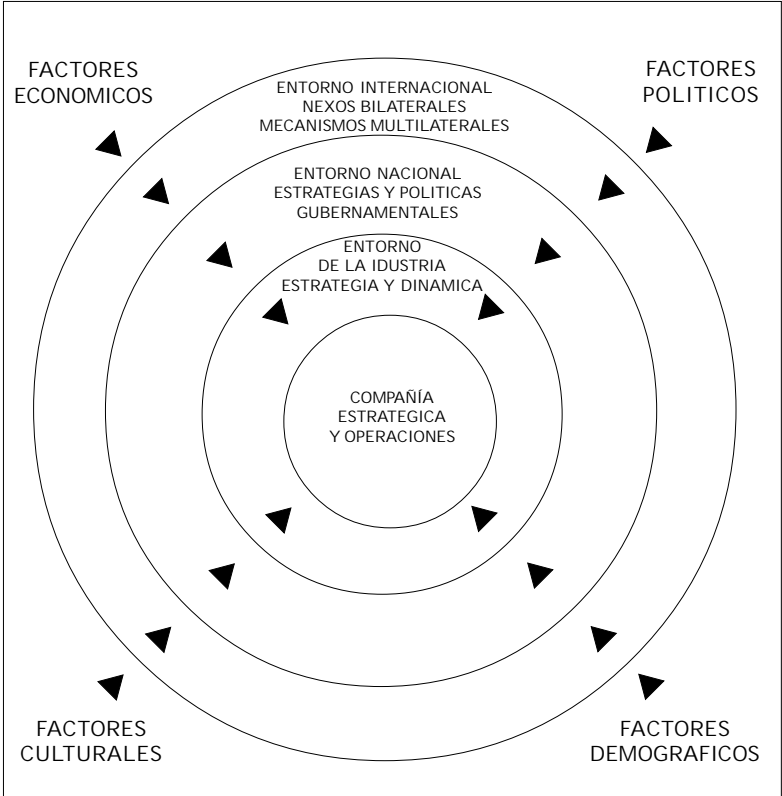 FACTORES
ECONOMICOS
FACTORES
POLITICOS
ENTORNO INTERNACIONAL
NEXOS BILATERALES
MECANISMOS MULTILATERALES
ENTORNO NACIONAL
ESTRATEGIAS Y POLITICAS
GUBERNAMENTALES
ENTORNO
DE LA IDUSTRIA
ESTRATEGIA Y DINAMICA
COMPAÑÍA
ESTRATEGICA
Y OPERACIONES
FACTORES
CULTURALES
FACTORES
DEMOGRAFICOS